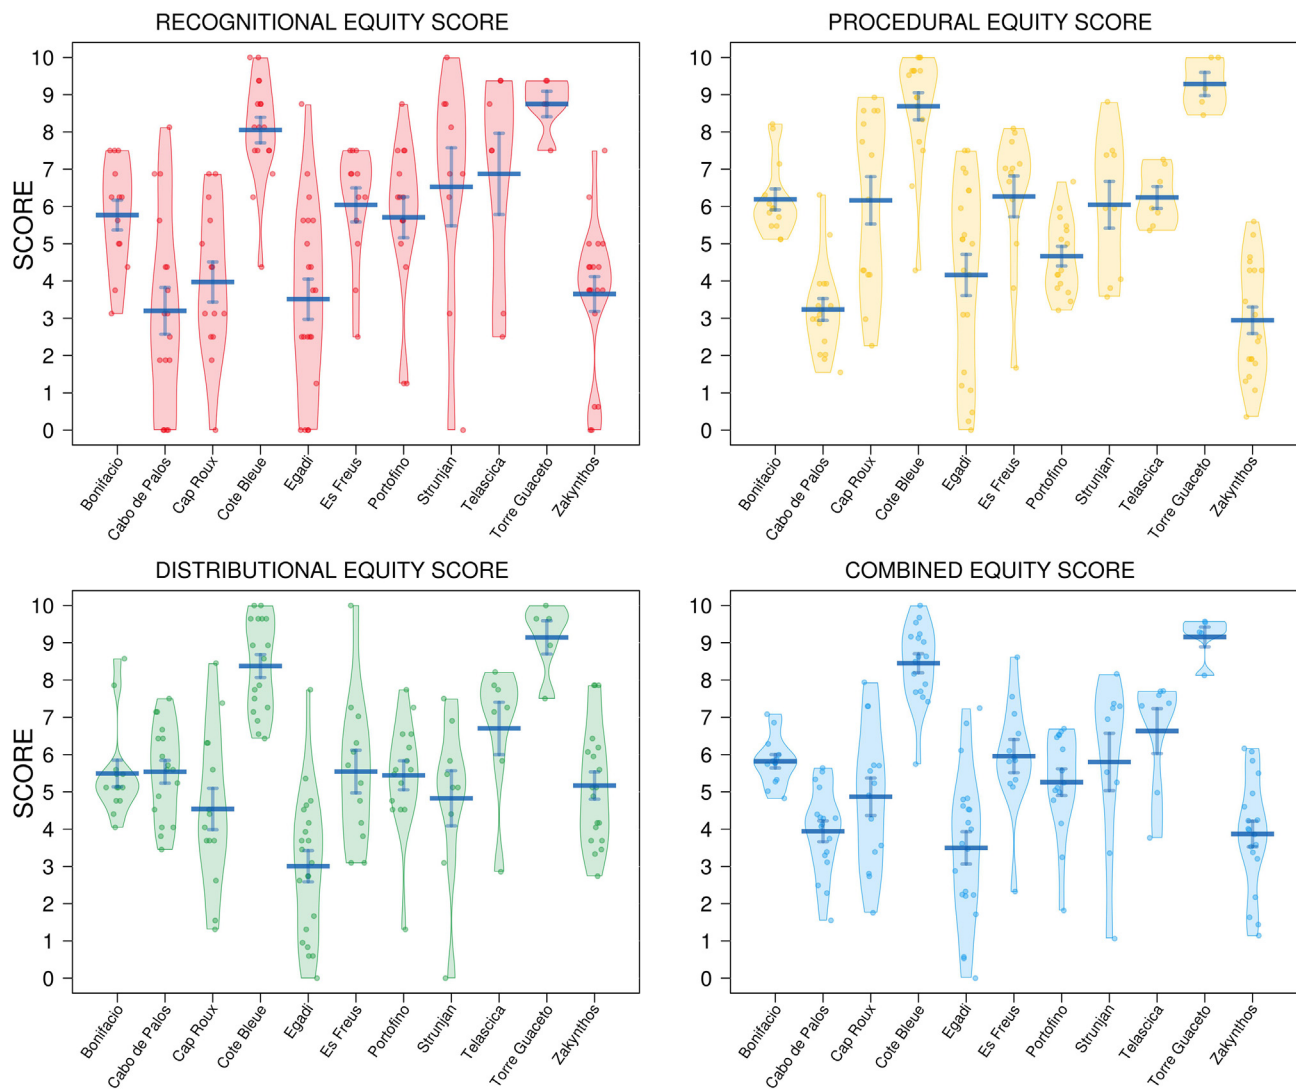 RECOGNITIONAL EQUITY SCORE
SCORE
10
9
8
7
6
5
4
3
2
1
0
Bonifacio
Cabo de Palos
Cap Roux
Cote Bleue
Egadi
Es Freus
Portofino
Strunjan
Telascica
Torre Guaceto
Zakynthos
PROCEDURAL EQUITY SCORE
10
9
8
7
6
5
4
3
2
1
0
Bonifacio
Cabo de Palos
Cap Roux
Cote Bleue
Egadi
Es Freus
Portofino
Strunjan
Telascica
Torre Guaceto
Zakynthos
DISTRIBUTIONAL EQUITY SCORE
SCORE
10
9
8
7
6
5
4
3
2
1
0
Bonifacio
Cabo de Palos
Cap Roux
Cote Bleue
Egadi
Es Freus
Portofino
Strunjan
Telascica
Torre Guaceto
Zakynthos
COMBINED EQUITY SCORE
10
9
8
7
6
5
4
3
2
1
0
Bonifacio
Cabo de Palos
Cap Roux
Cote Bleue
Egadi
Es Freus
Portofino
Strunjan
Telascica
Torre Guaceto
Zakynthos